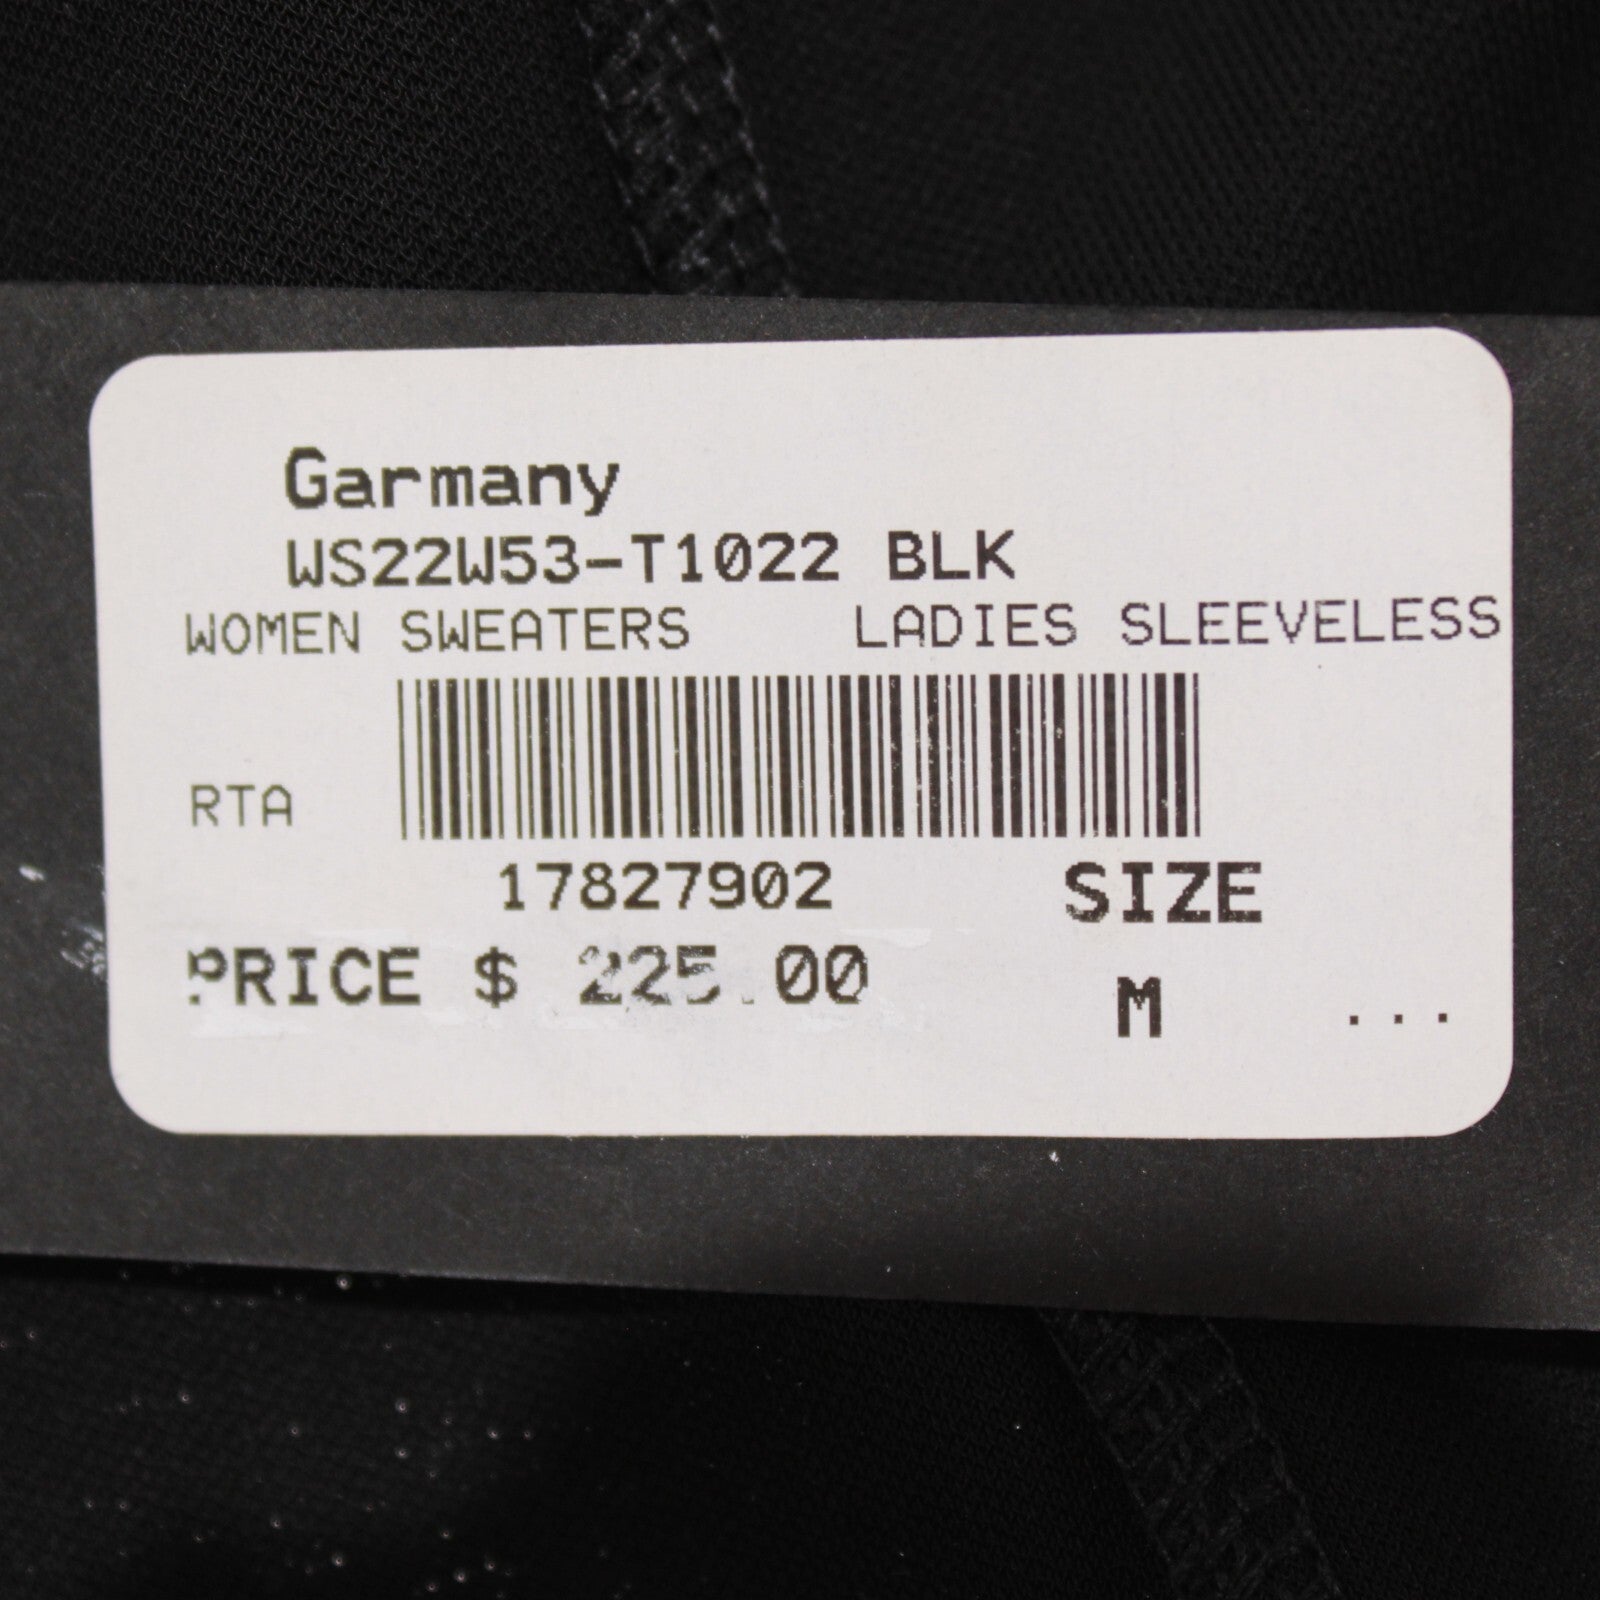 Garmany
WS22W53-T1022 BLK
WOMEN SWEATERS LADIES SLEEVELESS
RTA
17827902 SIZE
PRICE $ 225.00 M ...